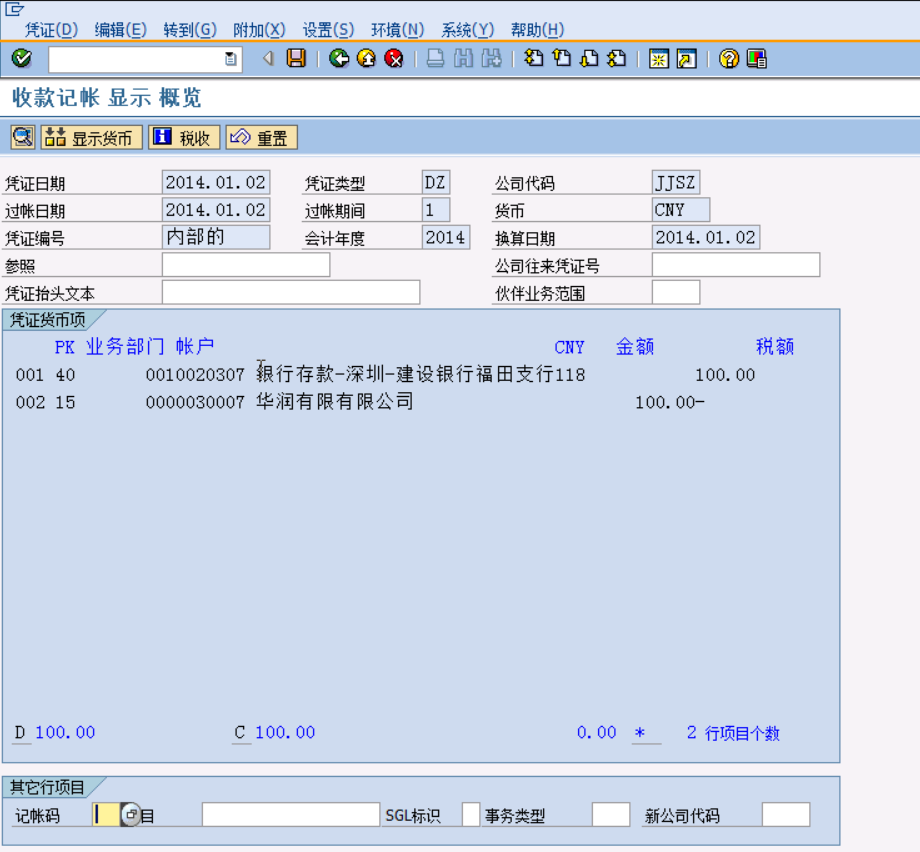 凭证(D) 编辑(E) 转到(G) 附加(X) 设置(S) 环境(N) 系统(Y) 帮助(H)
收款记帐 显示 概览
显示货币 税收 重置
凭证日期 2014.01.02 凭证类型 DZ 公司代码 JJSZ
过帐日期 2014.01.02 过帐期间 1 货币 CNY
凭证编号 内部的 会计年度 2014 换算日期 2014.01.02
参照 公司往来凭证号
凭证抬头文本 伙伴业务范围
凭证货币项
PK 业务部门 帐户 CNY 金额 税额
001 40 0010020307 银行存款-深圳-建设银行福田支行118 100.00
002 15 0000030007 华润有限有限公司 100.00-
D 100.00 C 100.00 0.00 * 2 行项目个数
其它行项目
记帐码 目 SGL标识 事务类型 新公司代码